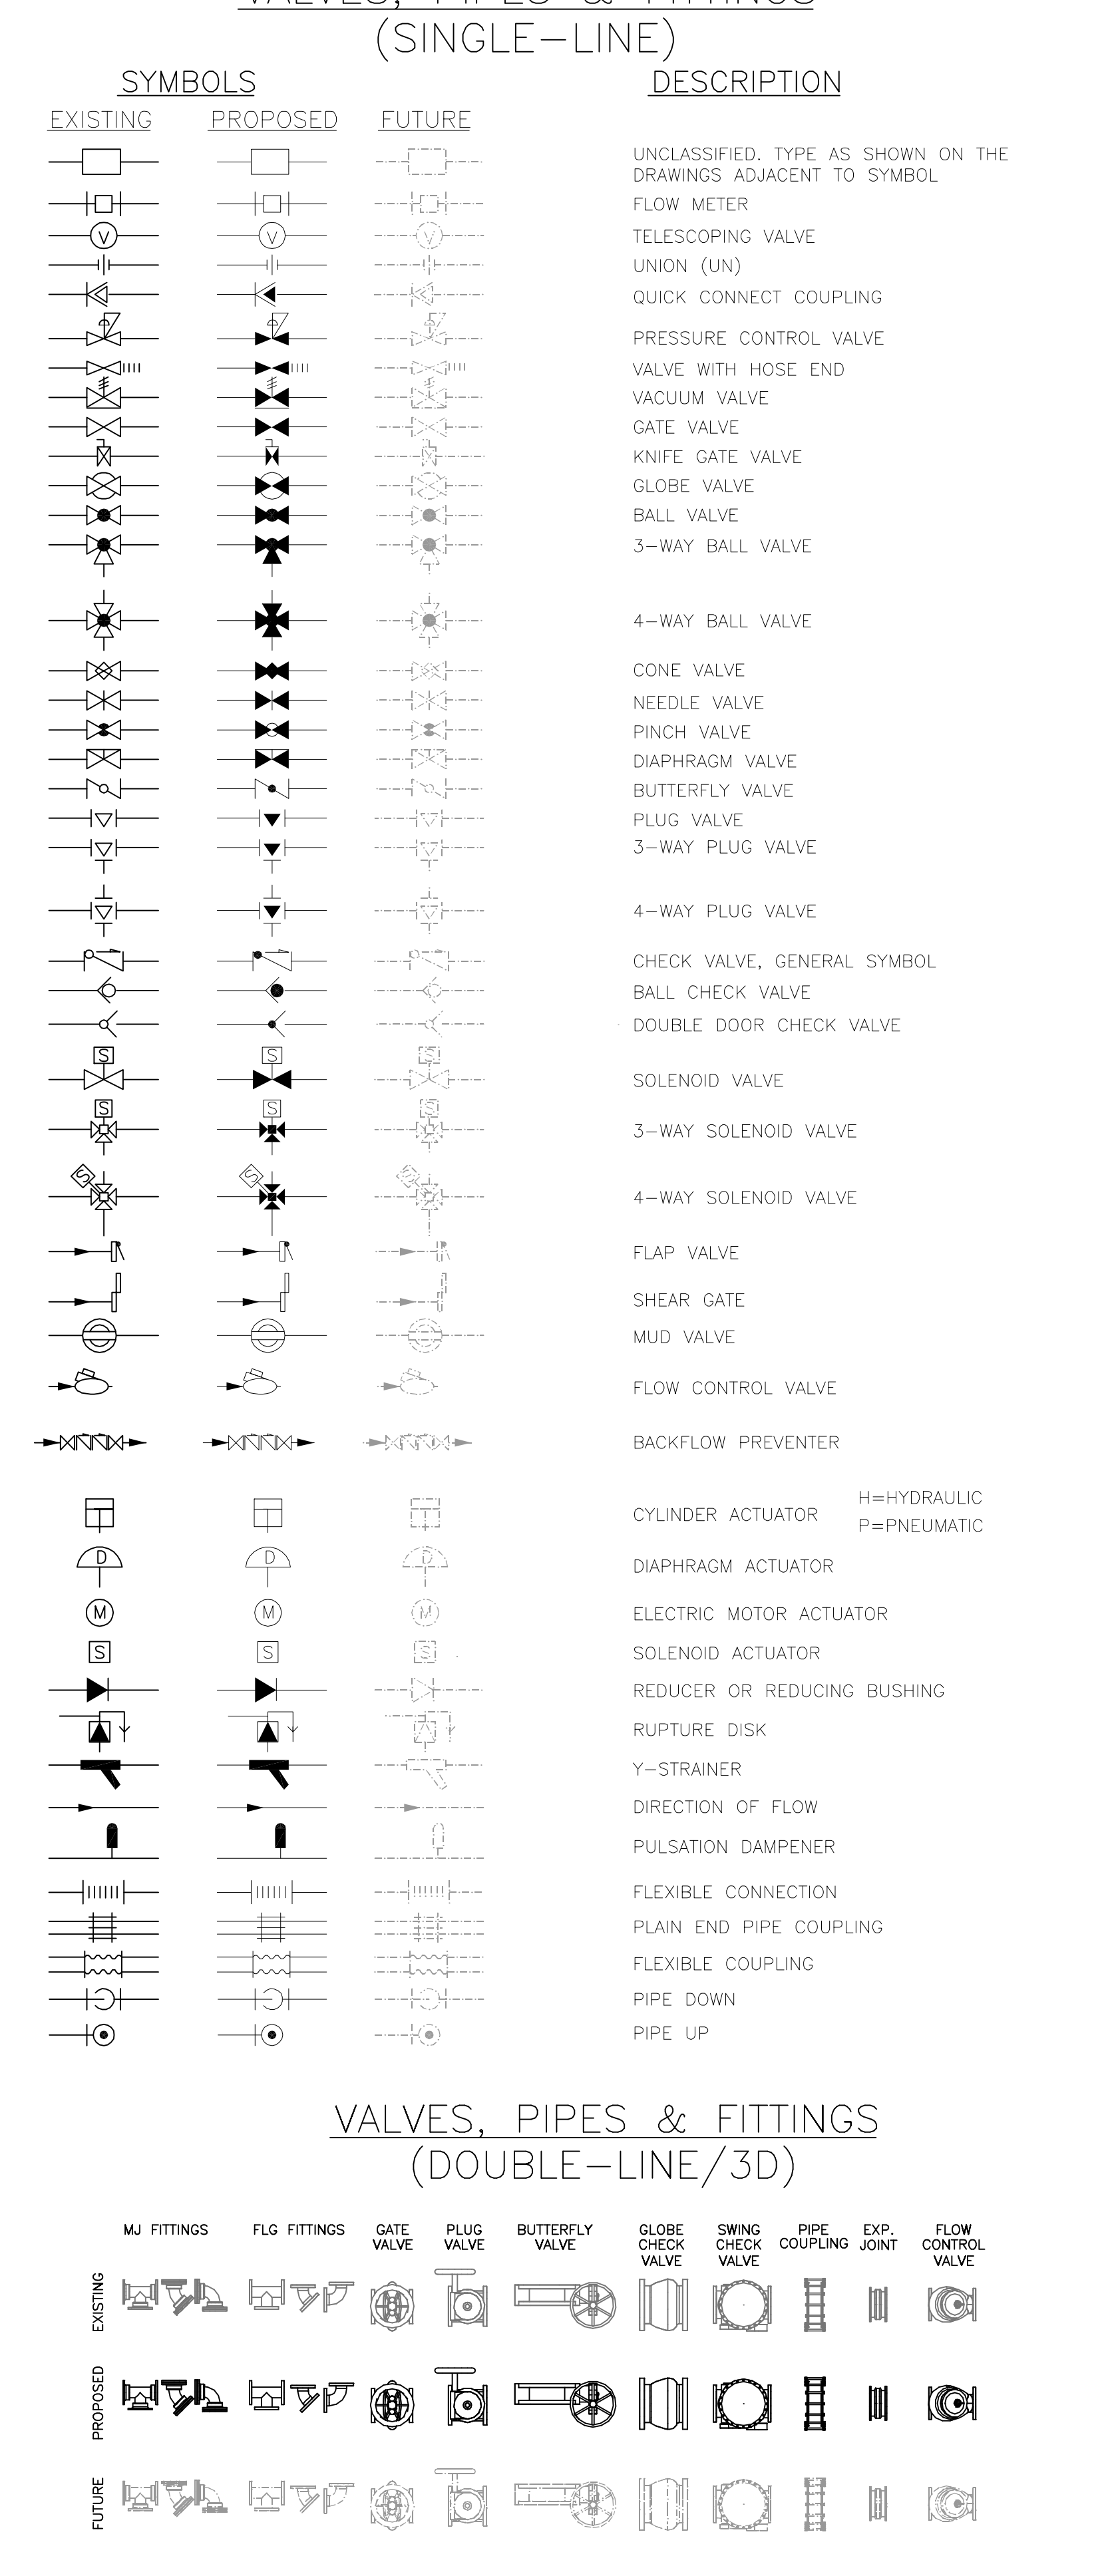 VALVES, PIPES & FITTINGS
(SINGLE-LINE)
SYMBOLS DESCRIPTION
EXISTING PROPOSED FUTURE
UNCLASSIFIED. TYPE AS SHOWN ON THE
DRAWINGS ADJACENT TO SYMBOL
FLOW METER
V V V TELESCOPING VALVE
UNION (UN)
QUICK CONNECT COUPLING
PRESSURE CONTROL VALVE
VALVE WITH HOSE END
VACUUM VALVE
GATE VALVE
KNIFE GATE VALVE
GLOBE VALVE
BALL VALVE
3-WAY BALL VALVE
4-WAY BALL VALVE
CONE VALVE
NEEDLE VALVE
PINCH VALVE
DIAPHRAGM VALVE
BUTTERFLY VALVE
PLUG VALVE
3-WAY PLUG VALVE
4-WAY PLUG VALVE
CHECK VALVE, GENERAL SYMBOL
BALL CHECK VALVE
DOUBLE DOOR CHECK VALVE
S S S SOLENOID VALVE
S S S 3-WAY SOLENOID VALVE
S S S 4-WAY SOLENOID VALVE
FLAP VALVE
SHEAR GATE
MUD VALVE
FLOW CONTROL VALVE
BACKFLOW PREVENTER
H=HYDRAULIC
CYLINDER ACTUATOR
P=PNEUMATIC
D D D DIAPHRAGM ACTUATOR
M M M ELECTRIC MOTOR ACTUATOR
S S S SOLENOID ACTUATOR
REDUCER OR REDUCING BUSHING
RUPTURE DISK
Y-STRAINER
DIRECTION OF FLOW
PULSATION DAMPENER
FLEXIBLE CONNECTION
PLAIN END PIPE COUPLING
FLEXIBLE COUPLING
PIPE DOWN
PIPE UP
VALVES, PIPES & FITTINGS
(DOUBLE-LINE/3D)
MJ FITTINGS
FLG FITTINGS
GATE
VALVE
PLUG
VALVE
BUTTERFLY
VALVE
GLOBE
CHECK
VALVE
SWING
CHECK
VALVE
PIPE
COUPLING
EXP.
JOINT
FLOW
CONTROL
VALVE
EXISTING
PROPOSED
FUTURE